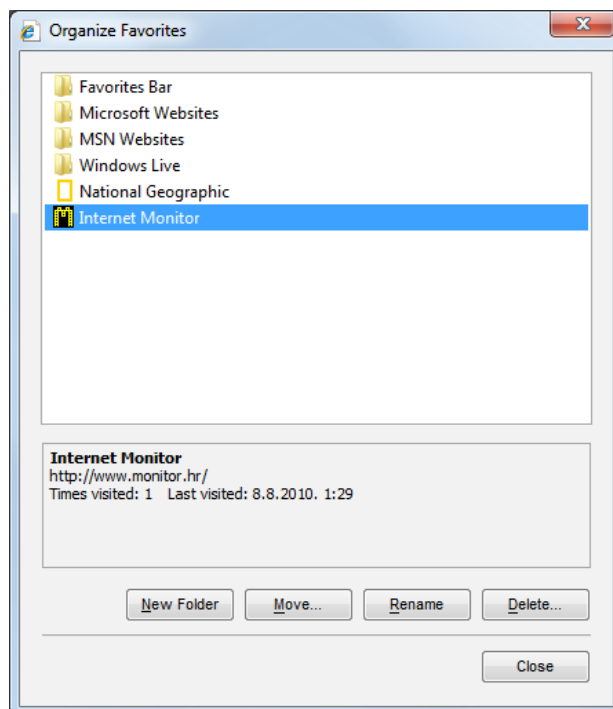 Organize Favorites
Favorites Bar
Microsoft Websites
MSN Websites
Windows Live
National Geographic
Internet Monitor
Internet Monitor
http://www.monitor.hr/
Times visited: 1 Last visited: 8.8.2010. 1:29
New Folder Move... Rename Delete...
Close